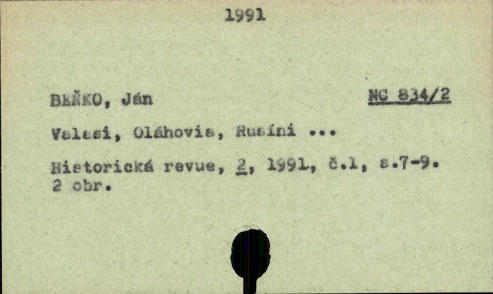 1991
BEŇKO, Ján NC 834/2
Valasi, Oláhovia, Rusíni ...
Historická revue, 2, 1991, č.1, s.7-9.
2 obr.